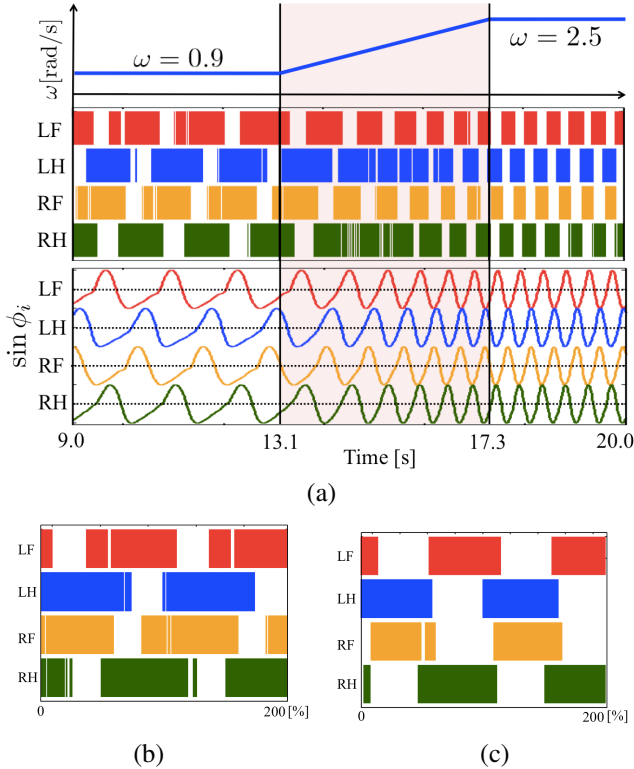 ω = 0.9
ω = 2.5
ω [rad/s]
LF
LH
RF
RH
LF
LH
RF
RH
sin ϕ_i
9.0 13.1 17.3 20.0
Time [s]
(a)
LF
LH
RF
RH
0 200 [%]
(b)
LF
LH
RF
RH
0 200 [%]
(c)